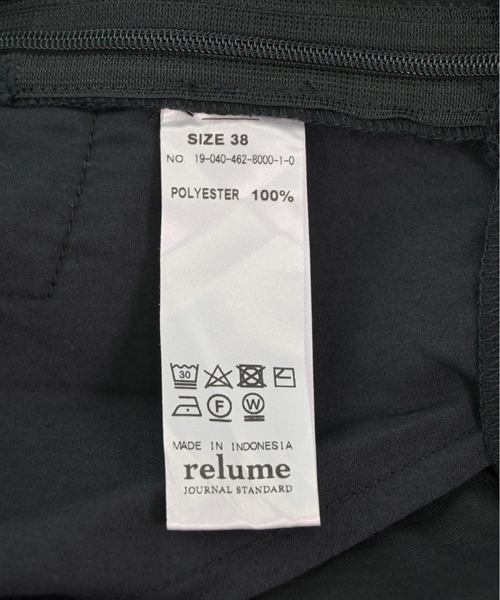 SIZE 38
NO. 19-040-462-8000-1-0
POLYESTER 100%
30
F W
MADE IN INDONESIA
relume
JOURNAL STANDARD